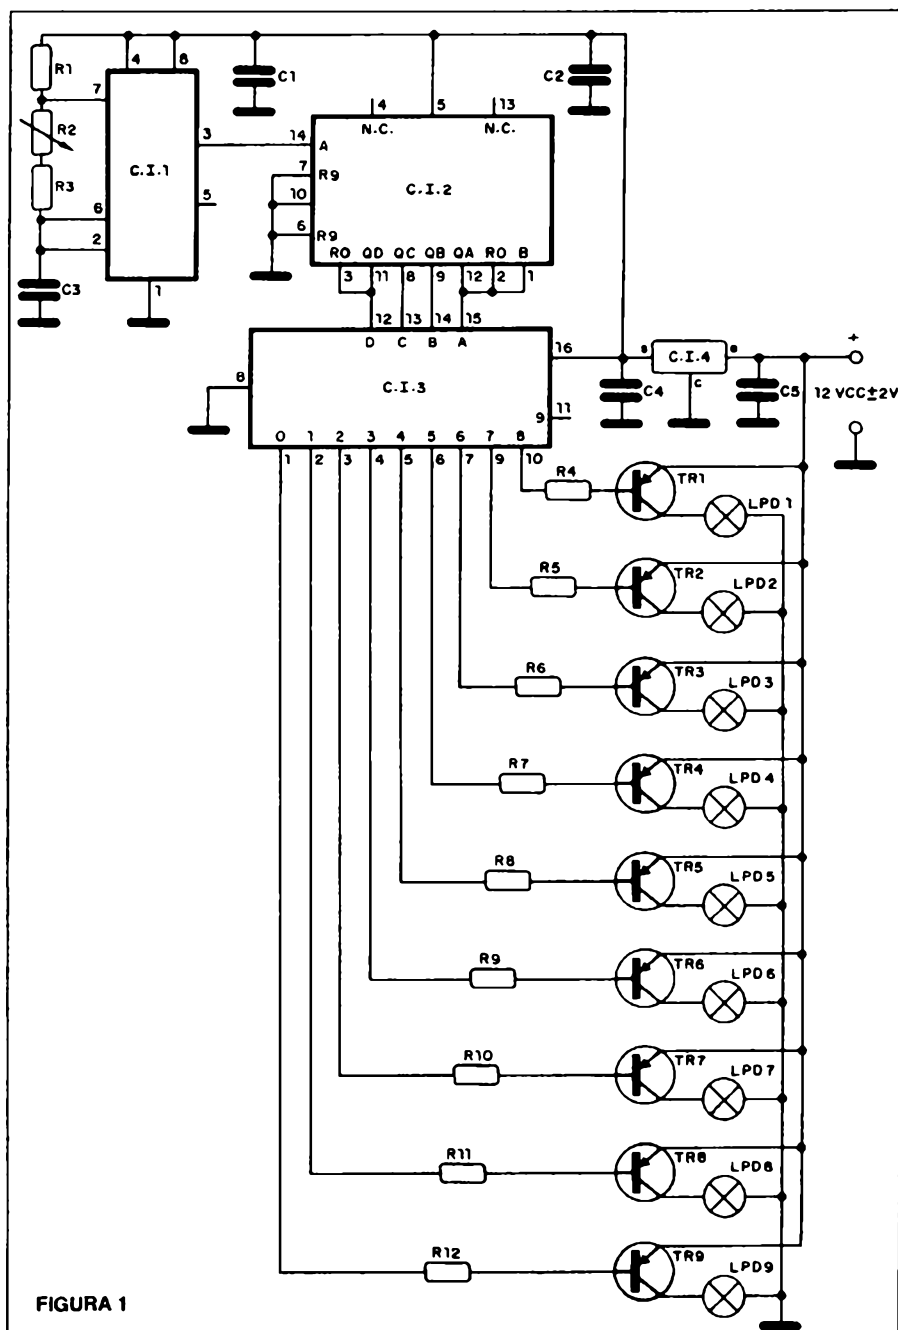 4 8
R1
7
R2
R3
6
2
C3
C.I.1
3
5
1
C1
C2
4
N.C.
5
13
N.C.
14 A
7 R9
10
6 R9
C.I.2
RO QD QC QB QA RO B
3 11 8 9 12 2 1
12 13 14 15
D C B A
8
C.I.3
16
9 11
0 1 2 3 4 5 6 7 8
1 2 3 4 5 6 7 9 10
S C.I.4 e
C
C4
C5
+
12 VCC±2V
R4
TR1
LPD1
R5
TR2
LPD2
R6
TR3
LPD3
R7
TR4
LPD4
R8
TR5
LPD5
R9
TR6
LPD6
R10
TR7
LPD7
R11
TR8
LPD8
R12
TR9
LPD9
FIGURA 1